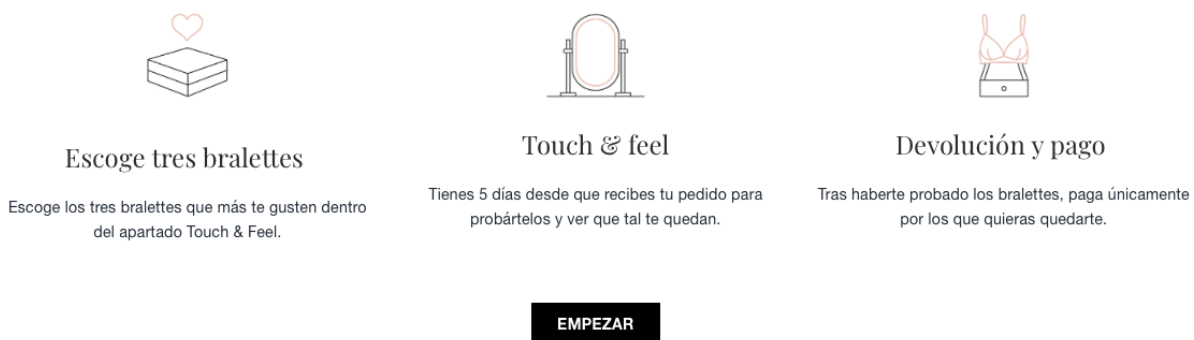 Escoge tres bralettes
Escoge los tres bralettes que más te gusten dentro
del apartado Touch & Feel.
Touch & feel
Tienes 5 días desde que recibes tu pedido para
probártelos y ver que tal te quedan.
Devolución y pago
Tras haberte probado los bralettes, paga únicamente
por los que quieras quedarte.
EMPEZAR